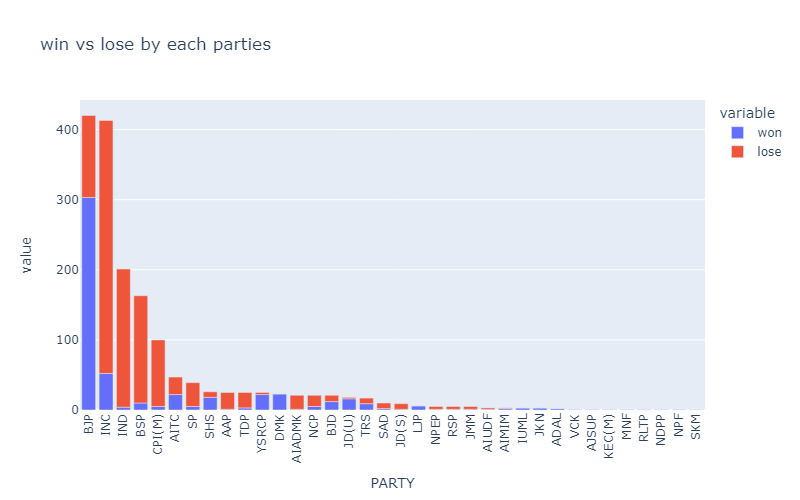 win vs lose by each parties
variable
won
lose
value
400
300
200
100
0
BJP
INC
IND
BSP
CPI(M)
AITC
SP
SHS
AAP
TDP
YSRCP
DMK
AIADMK
NCP
BJD
JD(U)
TRS
SAD
JD(S)
LJP
NPEP
RSP
JMM
AIUDF
AIMIM
IUML
JKN
ADAL
VCK
AJSUP
KEC(M)
MNF
RLTP
NDPP
NPF
SKM
PARTY